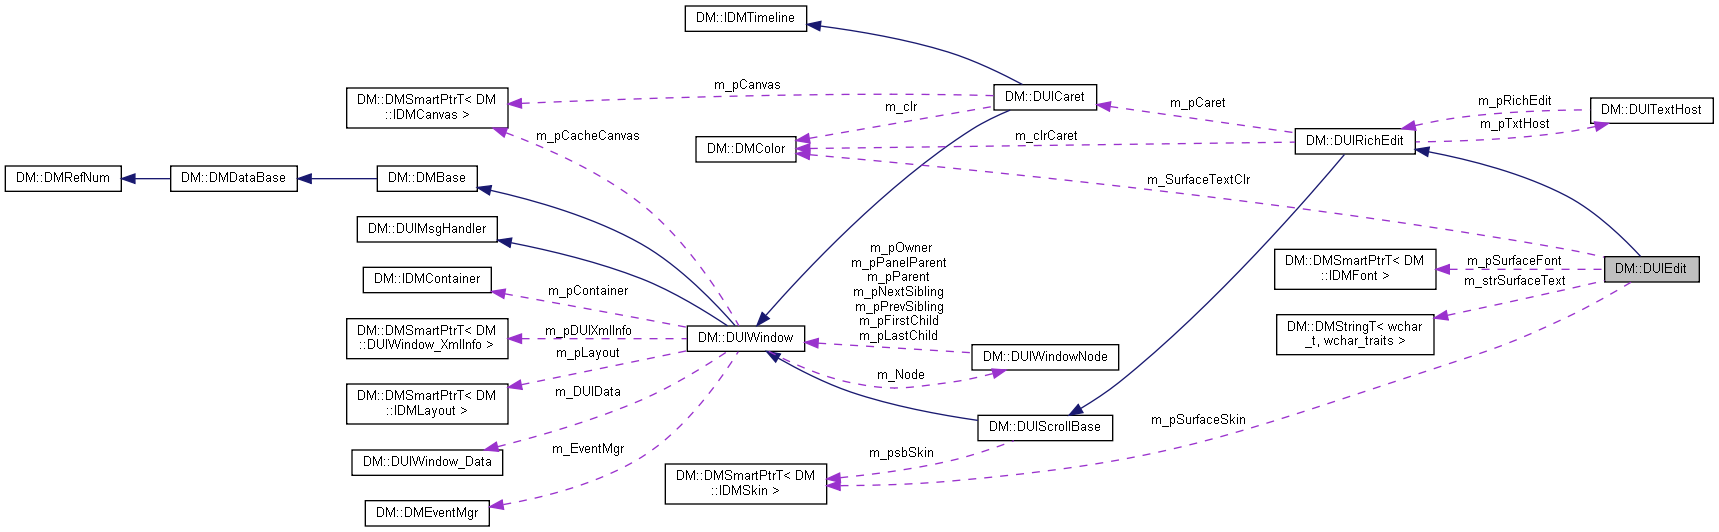 DM::IDMTimeline
m_pCanvas
DM::DMSmartPtrT< DM
::IDMCanvas >
DM::DUICaret
m_clr
m_pCaret
m_pRichEdit
DM::DUITextHost
m_pTxtHost
m_pCacheCanvas
m_clrCaret
DM::DMColor
DM::DUIRichEdit
DM::DMRefNum
DM::DMDataBase
DM::DMBase
m_SurfaceTextClr
DM::DUIMsgHandler
m_pOwner
m_pPanelParent
m_pParent
m_pNextSibling
m_pPrevSibling
m_pFirstChild
m_pLastChild
DM::DMSmartPtrT< DM
::IDMFont >
m_pSurfaceFont
m_strSurfaceText
DM::DUIEdit
DM::IDMContainer
m_pContainer
DM::DMSmartPtrT< DM
::DUIWindow_XmlInfo >
m_pDUIXmlInfo
DM::DUIWindow
DM::DMStringT< wchar
_t, wchar_traits >
m_pLayout
DM::DUIWindowNode
m_Node
DM::DMSmartPtrT< DM
::IDMLayout >
m_DUIData
DM::DUIScrollBase
m_pSurfaceSkin
m_EventMgr
m_psbSkin
DM::DUIWindow_Data
DM::DMSmartPtrT< DM
::IDMSkin >
DM::DMEventMgr